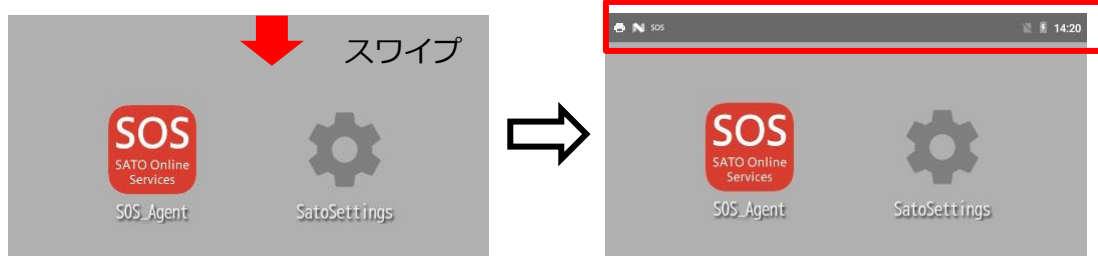 スワイプ
SOS
SATO Online
Services
SOS_Agent
SatoSettings
SOS
14:20
SOS
SATO Online
Services
SOS_Agent
SatoSettings